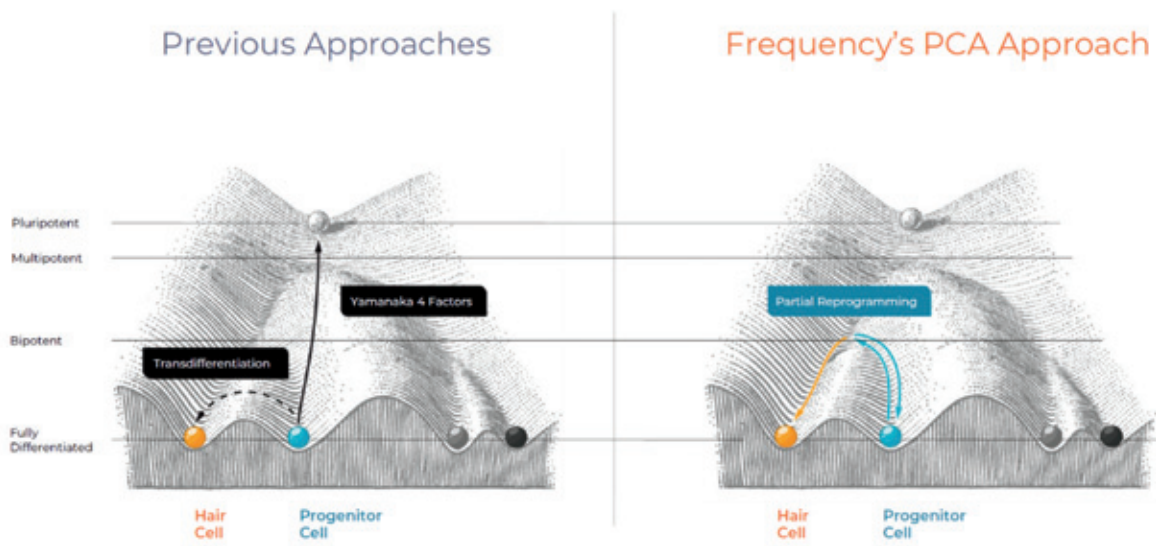 Previous Approaches
Pluripotent
Multipotent
Bipotent
Fully
Differentiated
Yamanaka 4 Factors
Transdifferentiation
Hair
Cell
Progenitor
Cell
Frequency's PCA Approach
Partial Reprogramming
Hair
Cell
Progenitor
Cell